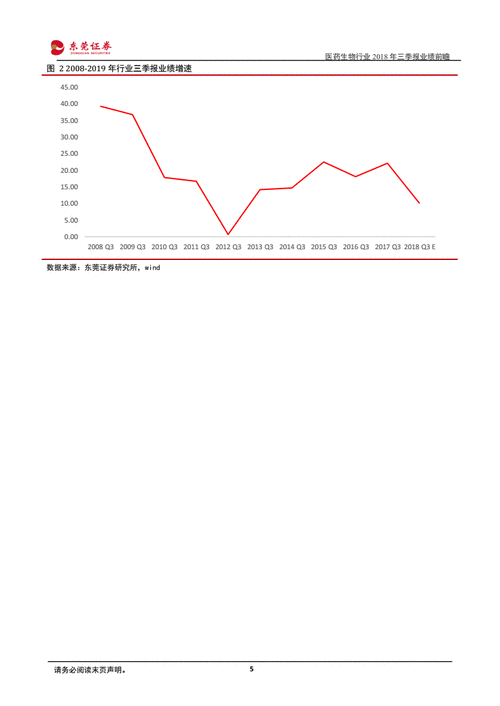 东莞证券
DONGGUAN SECURITIES
医药生物行业 2018 年三季报业绩前瞻
图 2 2008-2019 年行业三季报业绩增速
45.00
40.00
35.00
30.00
25.00
20.00
15.00
10.00
5.00
0.00
2008 Q3 2009 Q3 2010 Q3 2011 Q3 2012 Q3 2013 Q3 2014 Q3 2015 Q3 2016 Q3 2017 Q3 2018 Q3 E
数据来源：东莞证券研究所，wind
请务必阅读末页声明。
5